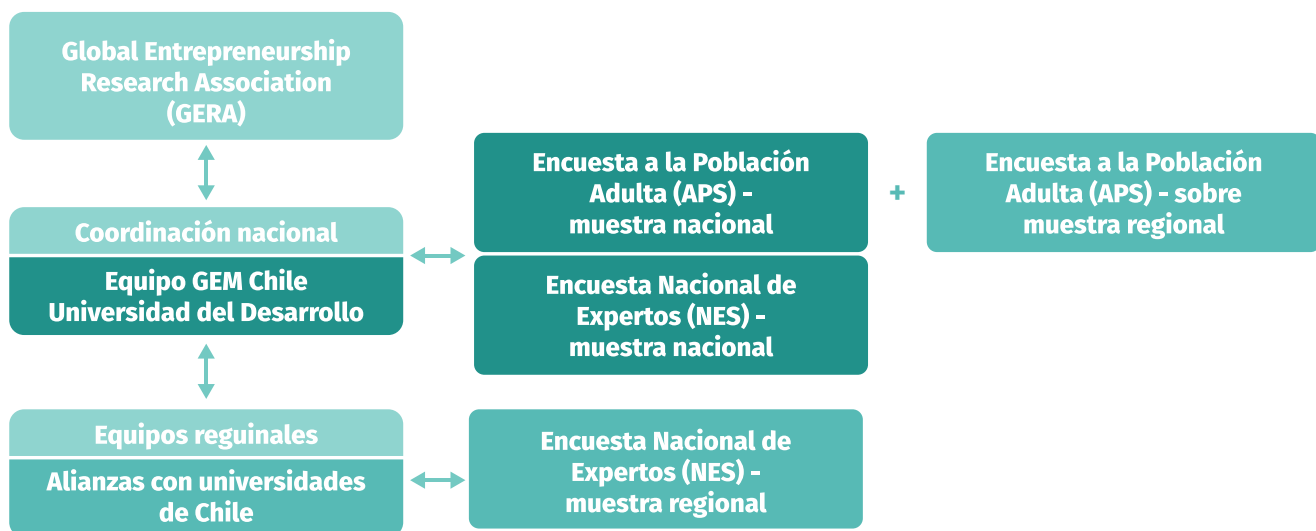 Global Entrepreneurship
Research Association
(GERA)
Encuesta a la Población
Adulta (APS) -
muestra nacional
+
Encuesta a la Población
Adulta (APS) - sobre
muestra regional
Coordinación nacional
Equipo GEM Chile
Universidad del Desarrollo
Encuesta Nacional de
Expertos (NES) -
muestra nacional
Equipos reguinales
Alianzas con universidades
de Chile
Encuesta Nacional de
Expertos (NES) -
muestra regional